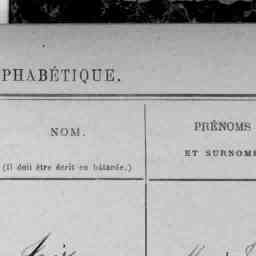 PHABÉTIQUE.
NOM.
(Il doit être écrit en bâtarde.)
PRÉNOMS
ET SURNOMS